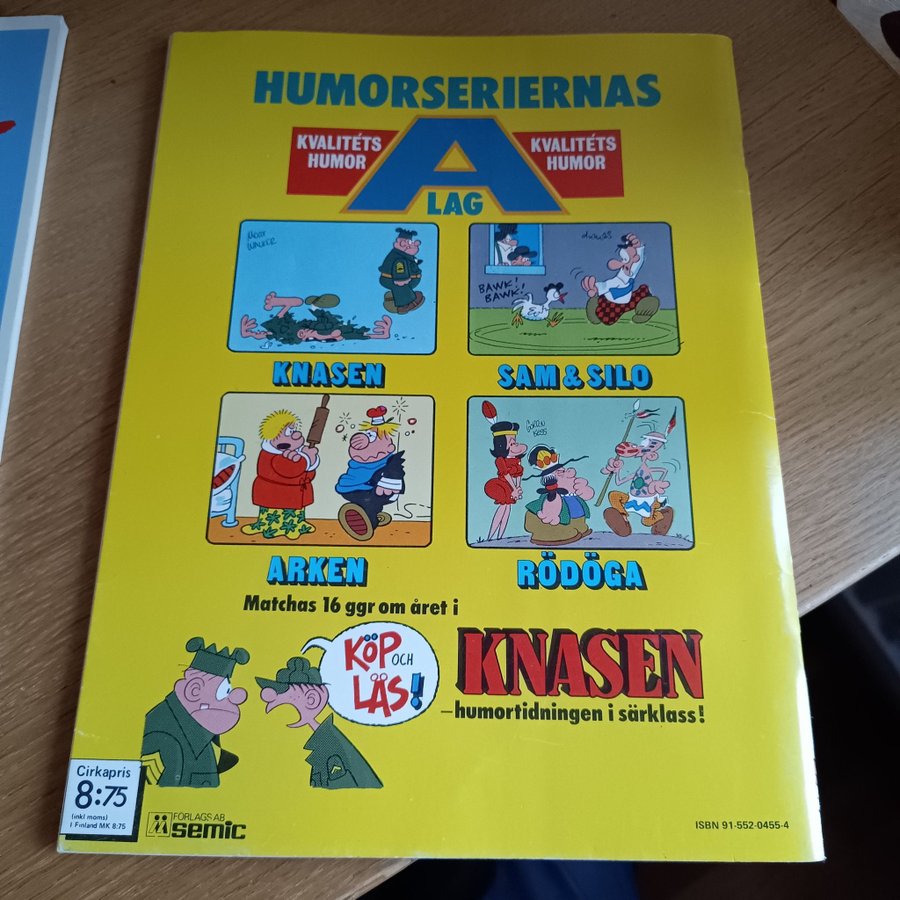 HUMORSERIERNAS
KVALITÉTS
HUMOR
A
KVALITÉTS
HUMOR
LAG
MORT
WALKER
BAWK!
BAWK!
KNASEN
SAM & SILO
ARKEN
RÖDÖGA
Matchas 16 ggr om året i
KÖP OCH
LÄS!
KNASEN
–humortidningen i särklass!
Cirkapris
8:75
(inkl moms)
I Finland MK 8:75
FÖRLAGS AB
semic
ISBN 91-552-0455-4